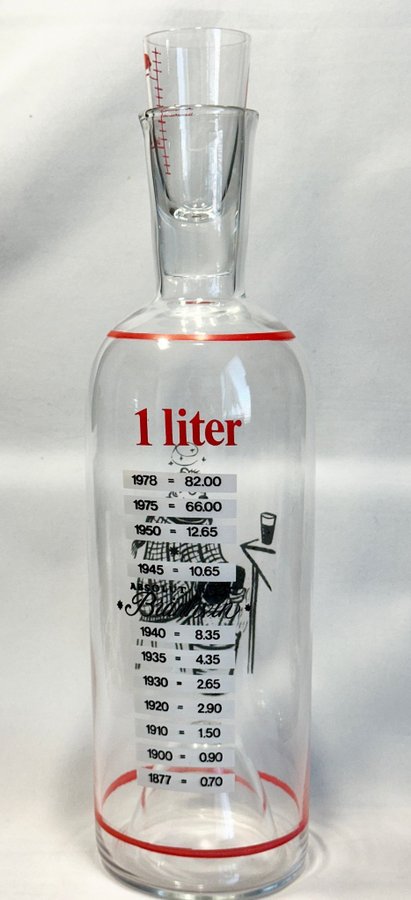 1 liter
1978 = 82.00
1975 = 66.00
1950 = 12.65
1945 = 10.65
ABSOLUT
1940 = 8.35
1935 = 4.35
1930 = 2.65
1920 = 2.90
1910 = 1.50
1900 = 0.90
1877 = 0.70